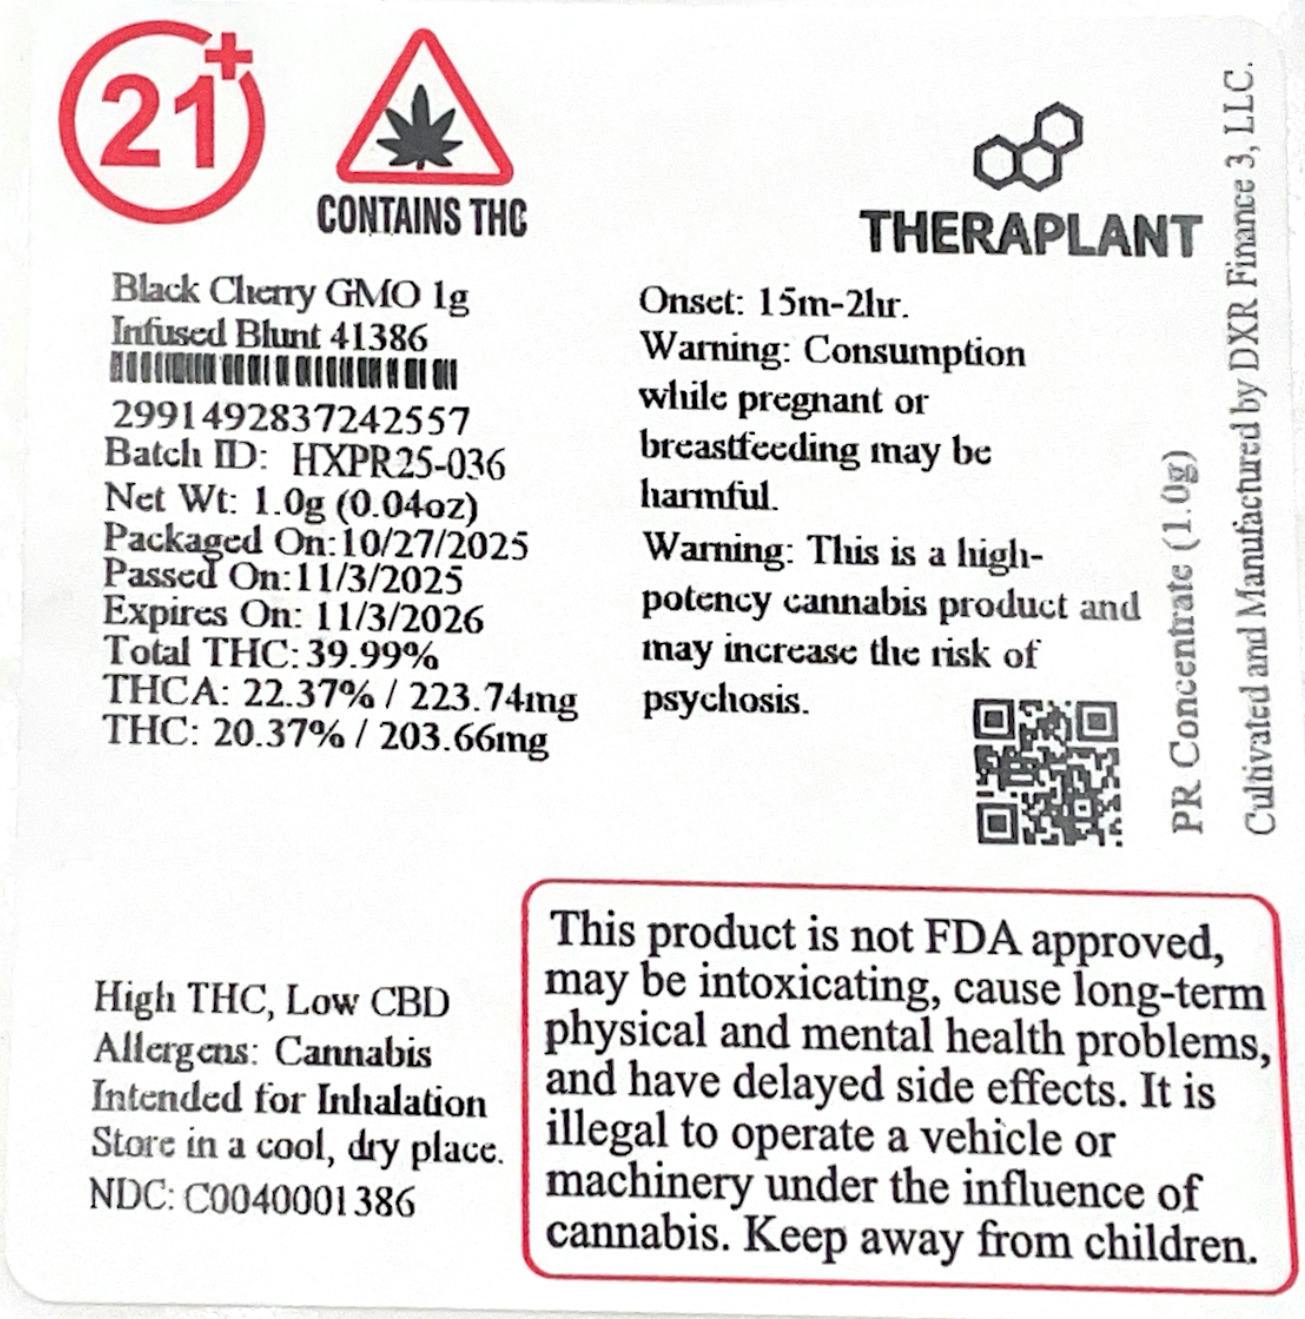 21+
CONTAINS THC
THERAPLANT
Black Cherry GMO 1g
Infused Blunt 41386
2991492837242557
Batch ID: HXPR25-036
Net Wt: 1.0g (0.04oz)
Packaged On:10/27/2025
Passed On:11/3/2025
Expires On: 11/3/2026
Total THC: 39.99%
THCA: 22.37% / 223.74mg
THC: 20.37% / 203.66mg
Onset: 15m-2hr.
Warning: Consumption
while pregnant or
breastfeeding may be
harmful.
Warning: This is a high-
potency cannabis product and
may increase the risk of
psychosis.
PR Concentrate (1.0g)
Cultivated and Manufactured by DXR Finance 3, LLC.
High THC, Low CBD
Allergens: Cannabis
Intended for Inhalation
Store in a cool, dry place.
NDC: C0040001386
This product is not FDA approved,
may be intoxicating, cause long-term
physical and mental health problems,
and have delayed side effects. It is
illegal to operate a vehicle or
machinery under the influence of
cannabis. Keep away from children.